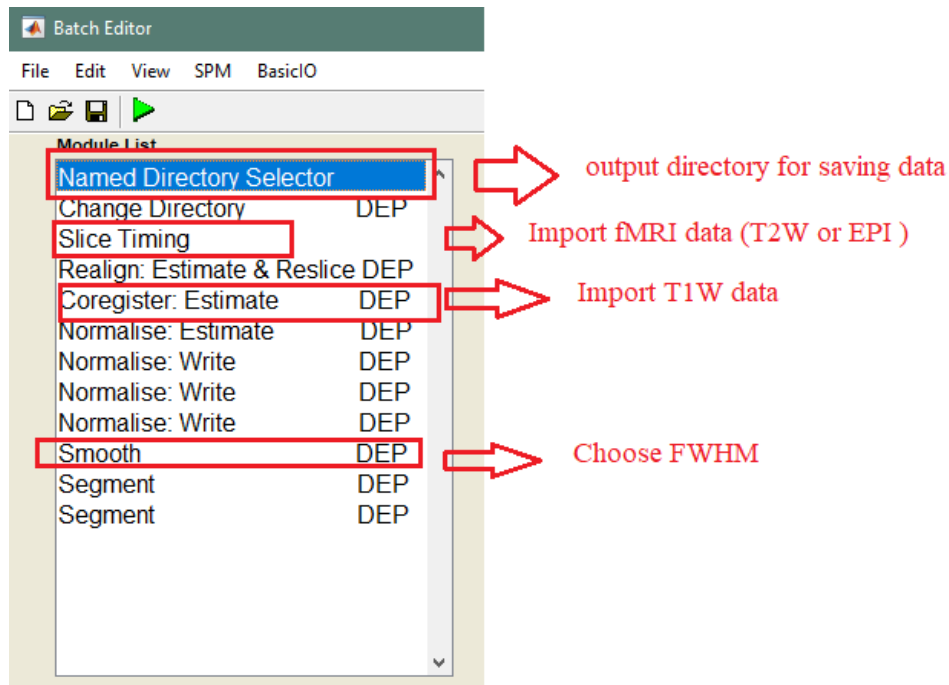 Batch Editor
File Edit View SPM BasicIO
Module List
Named Directory Selector
output directory for saving data
Change Directory DEP
Slice Timing
Import fMRI data (T2W or EPI )
Realign: Estimate & Reslice DEP
Coregister: Estimate DEP
Import T1W data
Normalise: Estimate DEP
Normalise: Write DEP
Normalise: Write DEP
Normalise: Write DEP
Smooth DEP
Choose FWHM
Segment DEP
Segment DEP